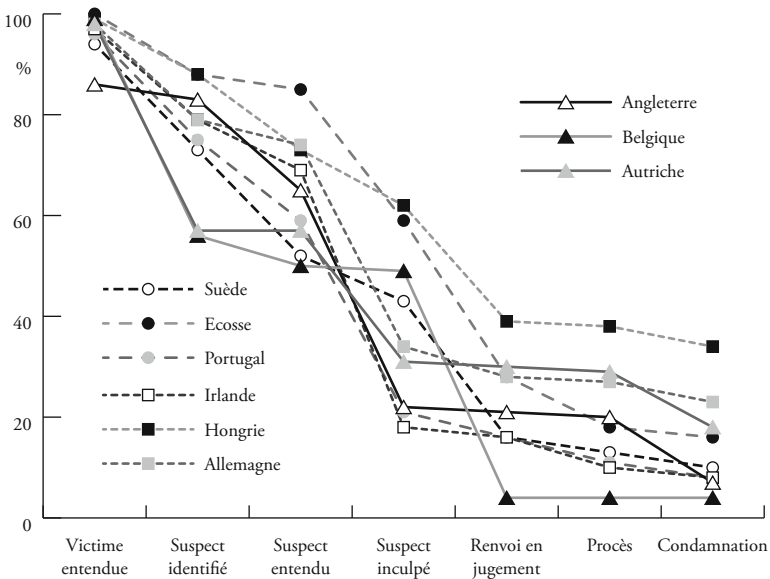 100
%
80
60
40
20
0
Angleterre
Belgique
Autriche
Suède
Ecosse
Portugal
Irlande
Hongrie
Allemagne
Victime
entendue
Suspect
identifié
Suspect
entendu
Suspect
inculpé
Renvoi en
jugement
Procès
Condamnation